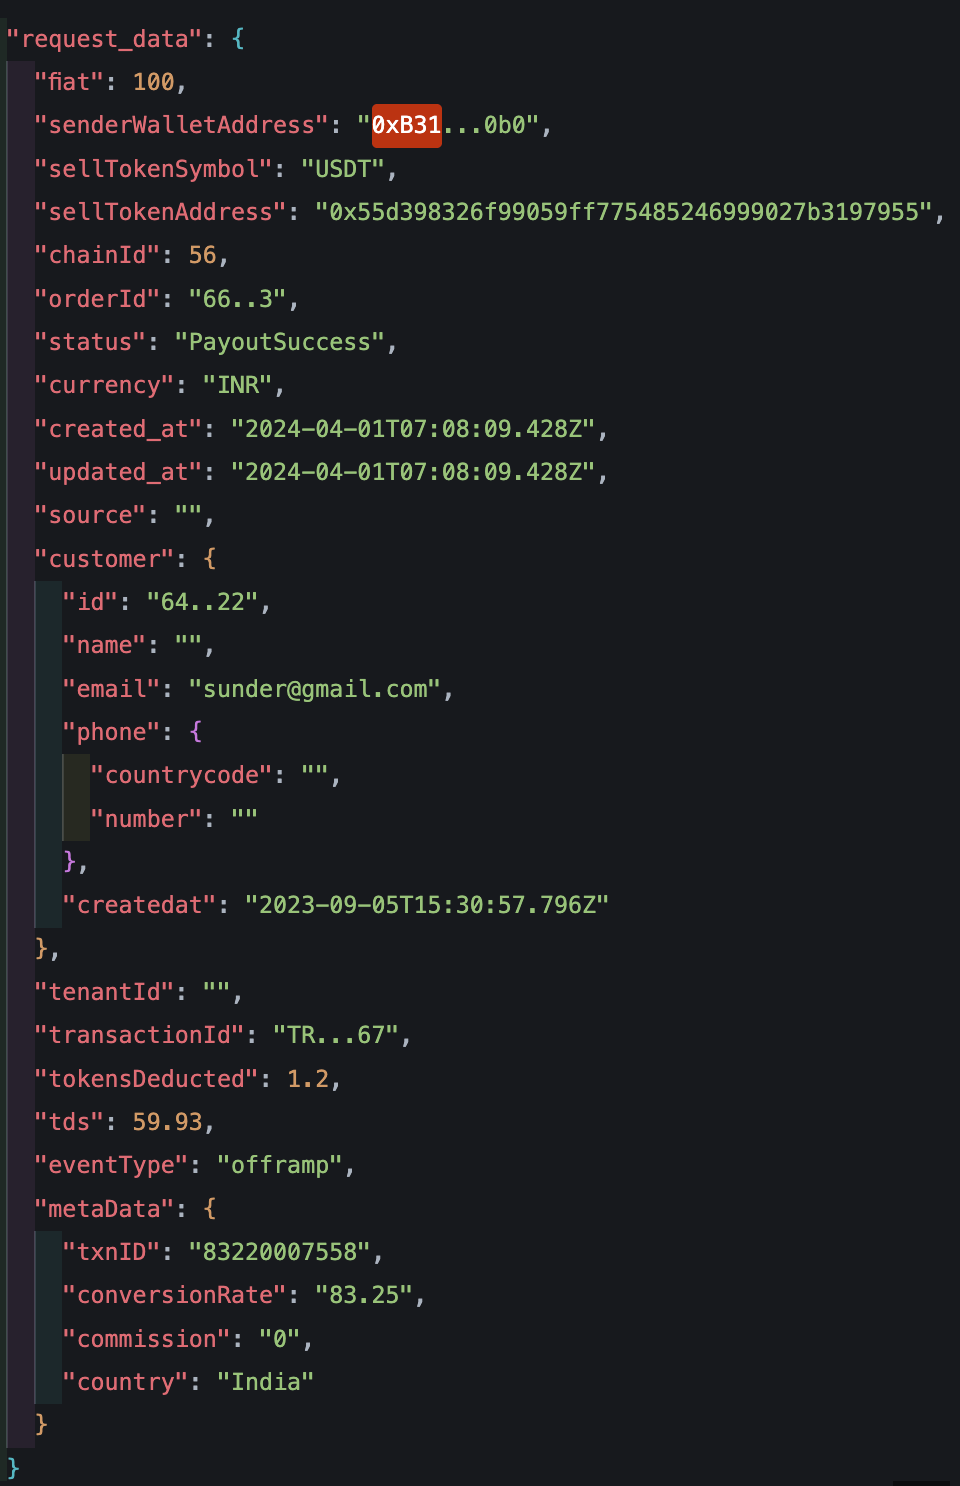 "request_data": {
"fiat": 100,
"senderWalletAddress": "0xB31...0b0",
"sellTokenSymbol": "USDT",
"sellTokenAddress": "0x55d398326f99059ff775485246999027b3197955",
"chainId": 56,
"orderId": "66..3",
"status": "PayoutSuccess",
"currency": "INR",
"created_at": "2024-04-01T07:08:09.428Z",
"updated_at": "2024-04-01T07:08:09.428Z",
"source": "",
"customer": {
"id": "64..22",
"name": "",
"email": "sunder@gmail.com",
"phone": {
"countrycode": "",
"number": ""
},
"createdat": "2023-09-05T15:30:57.796Z"
},
"tenantId": "",
"transactionId": "TR...67",
"tokensDeducted": 1.2,
"tds": 59.93,
"eventType": "offramp",
"metaData": {
"txnID": "83220007558",
"conversionRate": "83.25",
"commission": "0",
"country": "India"
}
}